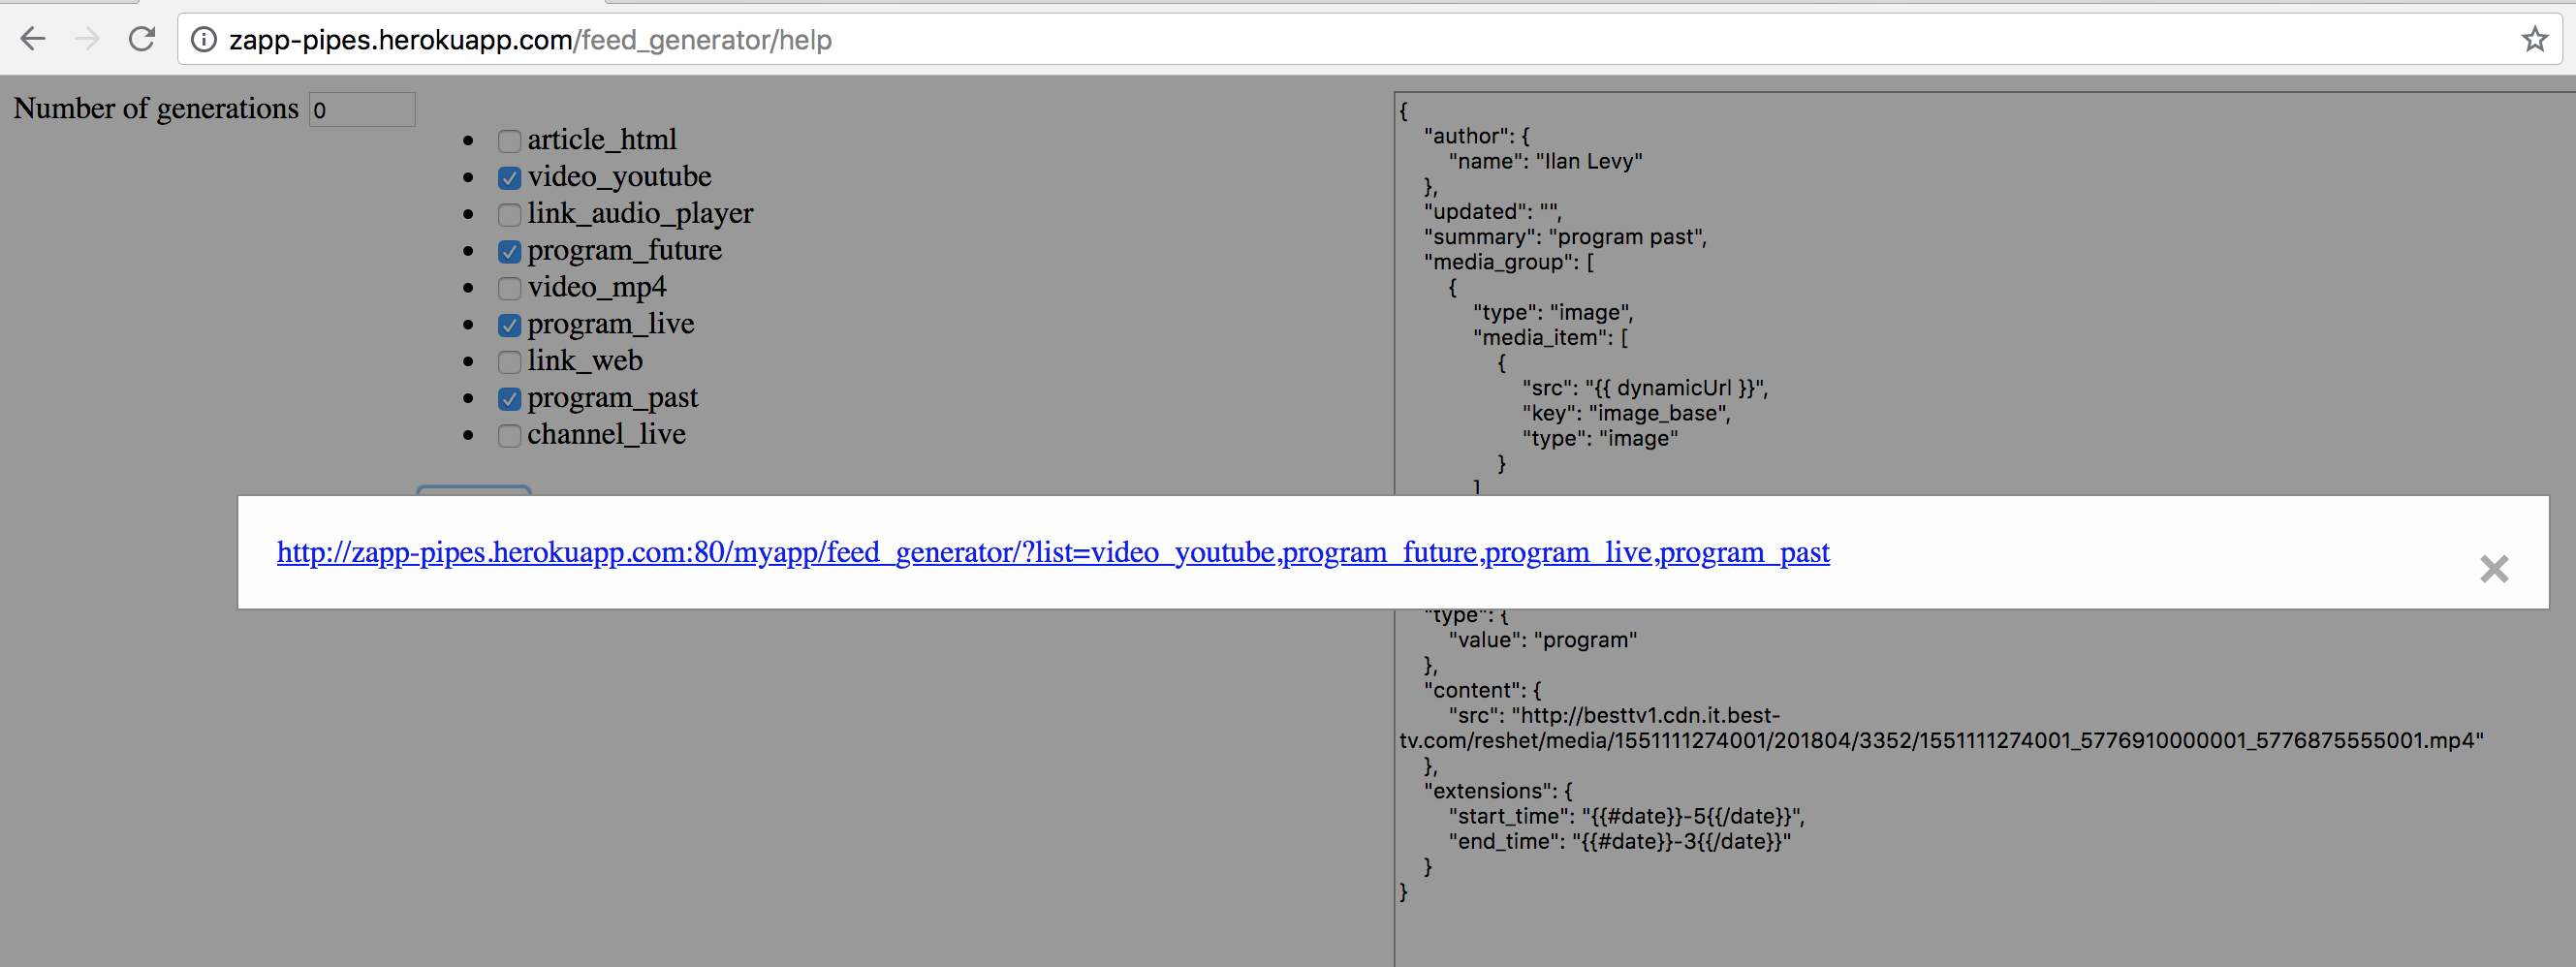 zapp-pipes.herokuapp.com/feed_generator/help
Number of generations 0
article_html
video_youtube
link_audio_player
program_future
video_mp4
program_live
link_web
program_past
channel_live
{
"author": {
"name": "Ilan Levy"
},
"updated": "",
"summary": "program past",
"media_group": [
{
"type": "image",
"media_item": [
{
"src": "{{ dynamicUrl }}",
"key": "image_base",
"type": "image"
}
]
http://zapp-pipes.herokuapp.com:80/myapp/feed_generator/?list=video_youtube,program_future,program_live,program_past
"type": {
"value": "program"
},
"content": {
"src": "http://besttv1.cdn.it.best-
tv.com/reshet/media/1551111274001/201804/3352/1551111274001_5776910000001_5776875555001.mp4"
},
"extensions": {
"start_time": "{{#date}}-5{{/date}}",
"end_time": "{{#date}}-3{{/date}}"
}
}